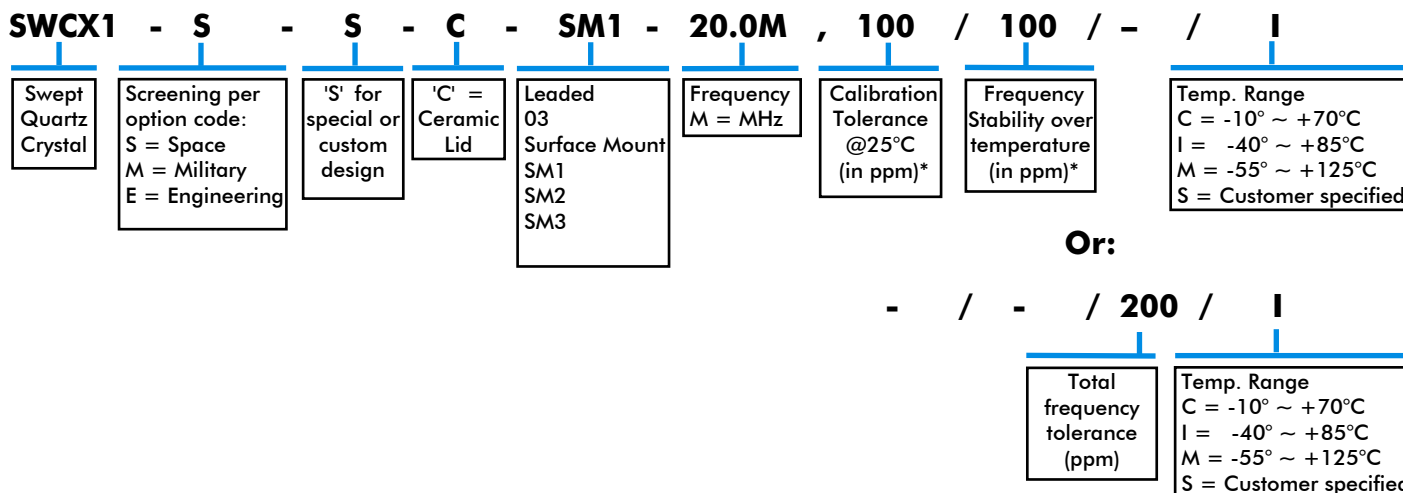 SWCX1 - S - S - C - SM1 - 20.0M , 100 / 100 / – / I
Swept
Quartz
Crystal
Screening per
option code:
S = Space
M = Military
E = Engineering
'S' for
special or
custom
design
'C' =
Ceramic
Lid
Leaded
03
Surface Mount
SM1
SM2
SM3
Frequency
M = MHz
Calibration
Tolerance
@25°C
(in ppm)*
Frequency
Stability over
temperature
(in ppm)*
Temp. Range
C = -10° ~ +70°C
I = -40° ~ +85°C
M = -55° ~ +125°C
S = Customer specified
Or:
- / - / 200 / I
Total
frequency
tolerance
(ppm)
Temp. Range
C = -10° ~ +70°C
I = -40° ~ +85°C
M = -55° ~ +125°C
S = Customer specified